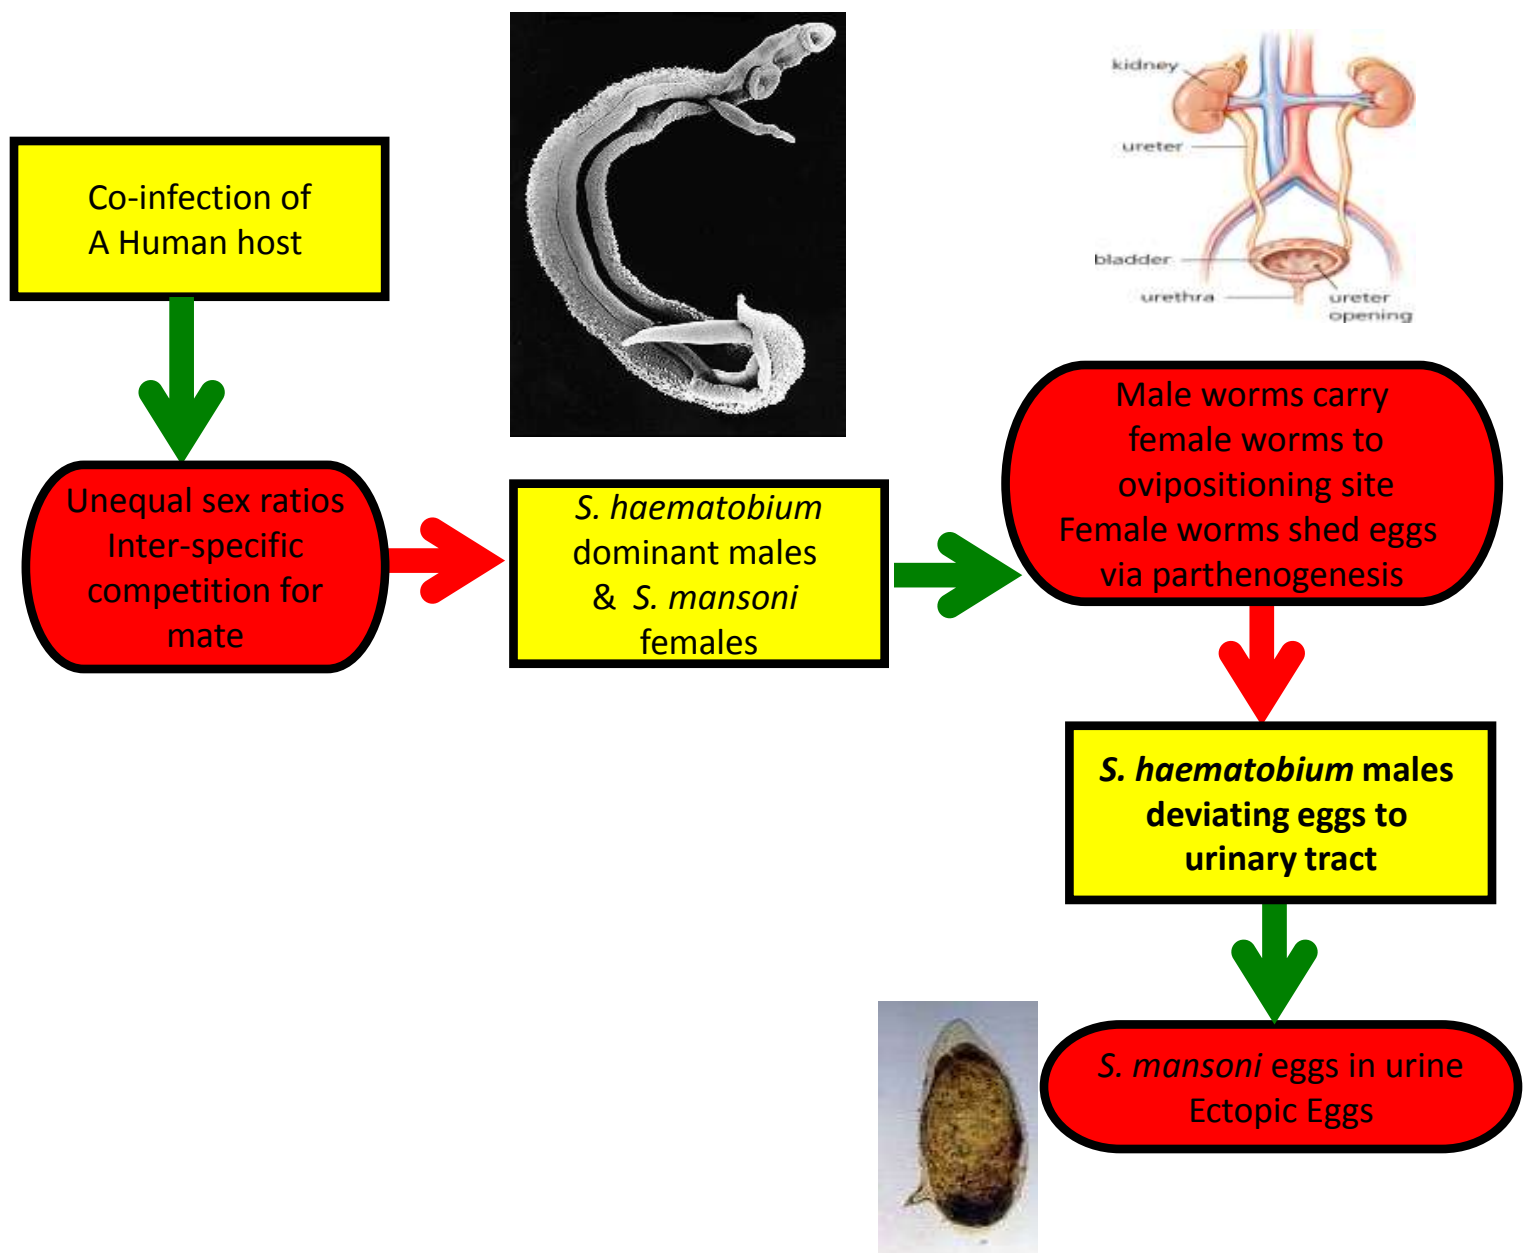 Co-infection of
A Human host
Unequal sex ratios
Inter-specific
competition for
mate
S. haematobium
dominant males
& S. mansoni
females
kidney
ureter
bladder
urethra
ureter
opening
Male worms carry
female worms to
ovipositioning site
Female worms shed eggs
via parthenogenesis
S. haematobium males
deviating eggs to
urinary tract
S. mansoni eggs in urine
Ectopic Eggs